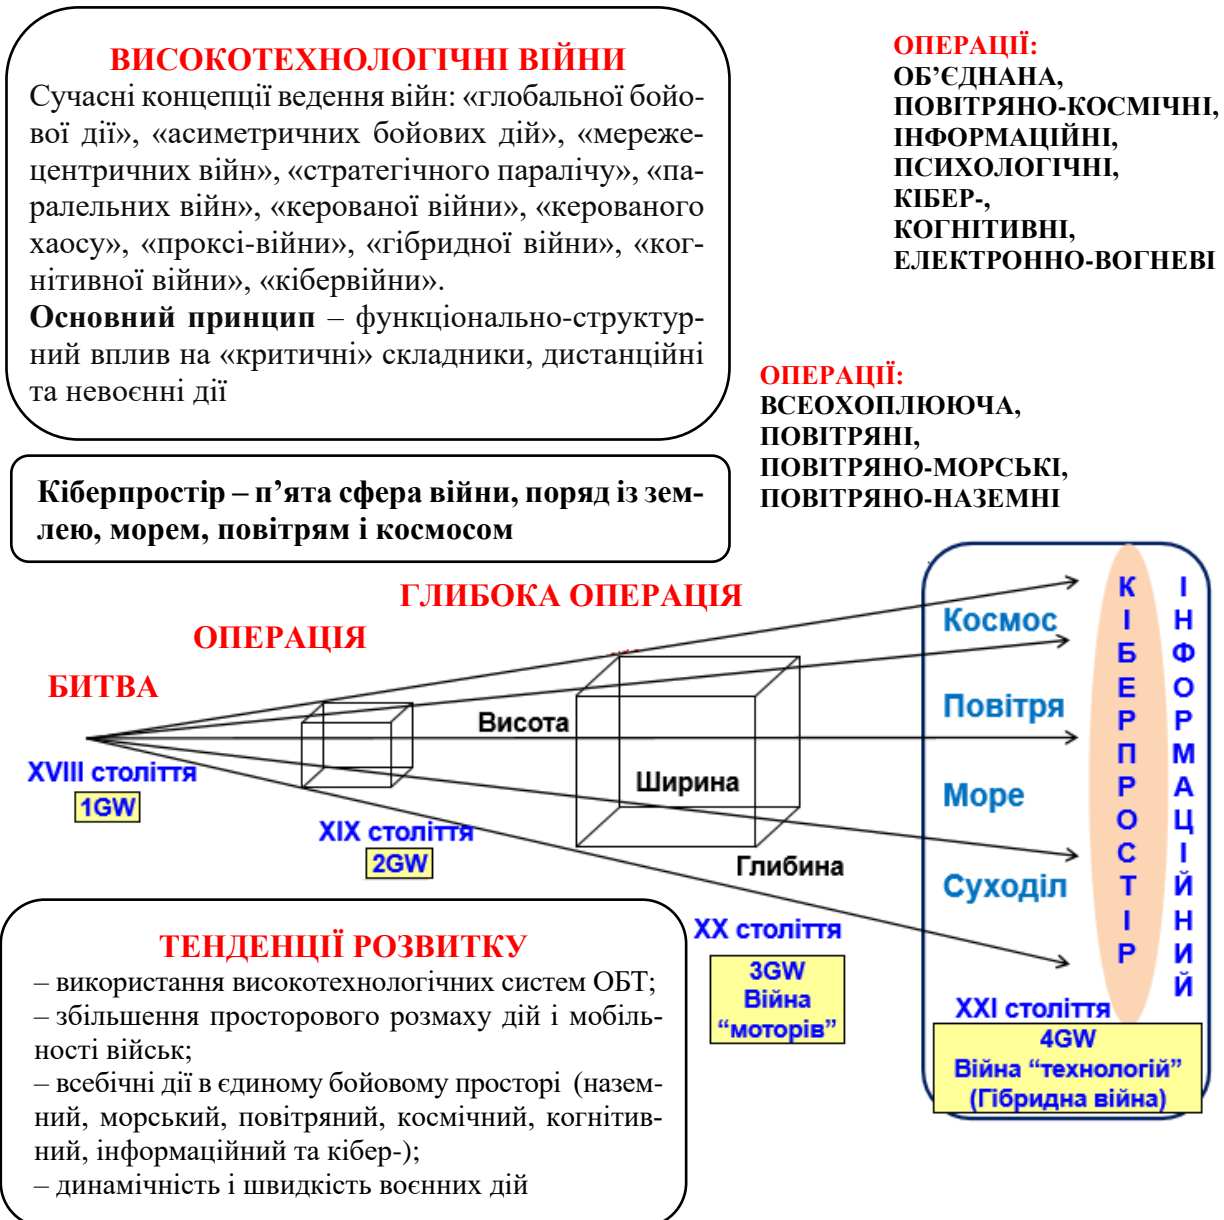 ВИСОКОТЕХНОЛОГІЧНІ ВІЙНИ
Сучасні концепції ведення війн: «глобальної бойо-
вої дії», «асиметричних бойових дій», «мереже-
центричних війн», «стратегічного паралічу», «па-
ралельних війн», «керованої війни», «керованого
хаосу», «проксі-війни», «гібридної війни», «ког-
нітивної війни», «кібервійни».
Основний принцип – функціонально-структур-
ний вплив на «критичні» складники, дистанційні
та невоєнні дії
ОПЕРАЦІЇ:
ОБ’ЄДНАНА,
ПОВІТРЯНО-КОСМІЧНІ,
ІНФОРМАЦІЙНІ,
ПСИХОЛОГІЧНІ,
КІБЕР-,
КОГНІТИВНІ,
ЕЛЕКТРОННО-ВОГНЕВІ
ОПЕРАЦІЇ:
ВСЕОХОПЛЮЮЧА,
ПОВІТРЯНІ,
ПОВІТРЯНО-МОРСЬКІ,
ПОВІТРЯНО-НАЗЕМНІ
Кіберпростір – п’ята сфера війни, поряд із зем-
лею, морем, повітрям і космосом
ГЛИБОКА ОПЕРАЦІЯ
ОПЕРАЦІЯ
БИТВА
XVIII століття
1GW
XIX століття
2GW
Висота
Ширина
Глибина
XX століття
3GW
Війна
“моторів”
Космос
Повітря
Море
Суходіл
КІБЕРПРОСТІР
ІНФОРМАЦІЙНИЙ
XXI століття
4GW
Війна “технологій”
(Гібридна війна)
ТЕНДЕНЦІЇ РОЗВИТКУ
– використання високотехнологічних систем ОБТ;
– збільшення просторового розмаху дій і мобіль-
ності військ;
– всебічні дії в єдиному бойовому просторі (назем-
ний, морський, повітряний, космічний, когнітив-
ний, інформаційний та кібер-);
– динамічність і швидкість воєнних дій